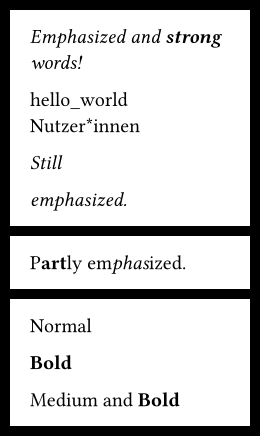 Emphasized and strong
words!
hello_world
Nutzer*innen
Still
emphasized.
Partly emphasized.
Normal
Bold
Medium and Bold